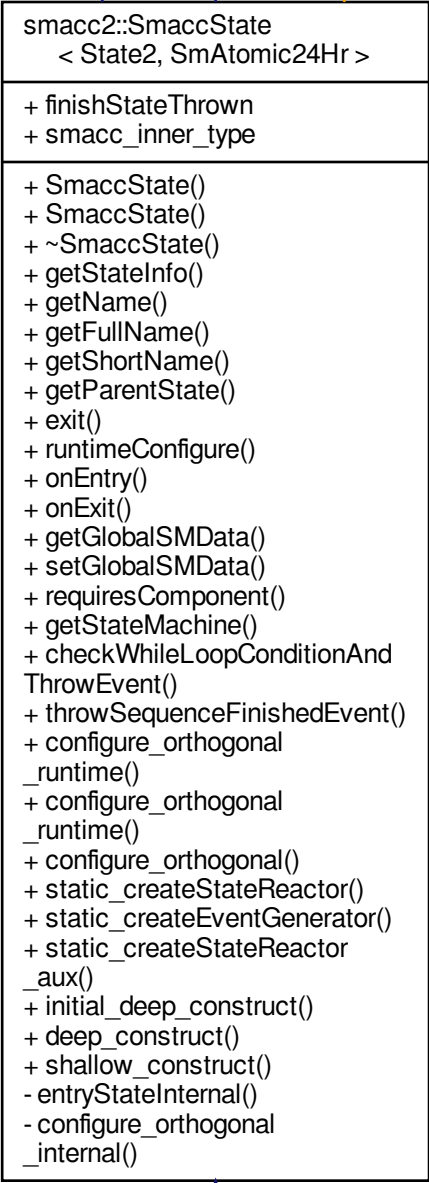 smacc2::SmaccState
< State2, SmAtomic24Hr >
+ finishStateThrown
+ smacc_inner_type
+ SmaccState()
+ SmaccState()
+ ~SmaccState()
+ getStateInfo()
+ getName()
+ getFullName()
+ getShortName()
+ getParentState()
+ exit()
+ runtimeConfigure()
+ onEntry()
+ onExit()
+ getGlobalSMData()
+ setGlobalSMData()
+ requiresComponent()
+ getStateMachine()
+ checkWhileLoopConditionAnd
ThrowEvent()
+ throwSequenceFinishedEvent()
+ configure_orthogonal
_runtime()
+ configure_orthogonal
_runtime()
+ configure_orthogonal()
+ static_createStateReactor()
+ static_createEventGenerator()
+ static_createStateReactor
_aux()
+ initial_deep_construct()
+ deep_construct()
+ shallow_construct()
- entryStateInternal()
- configure_orthogonal
_internal()